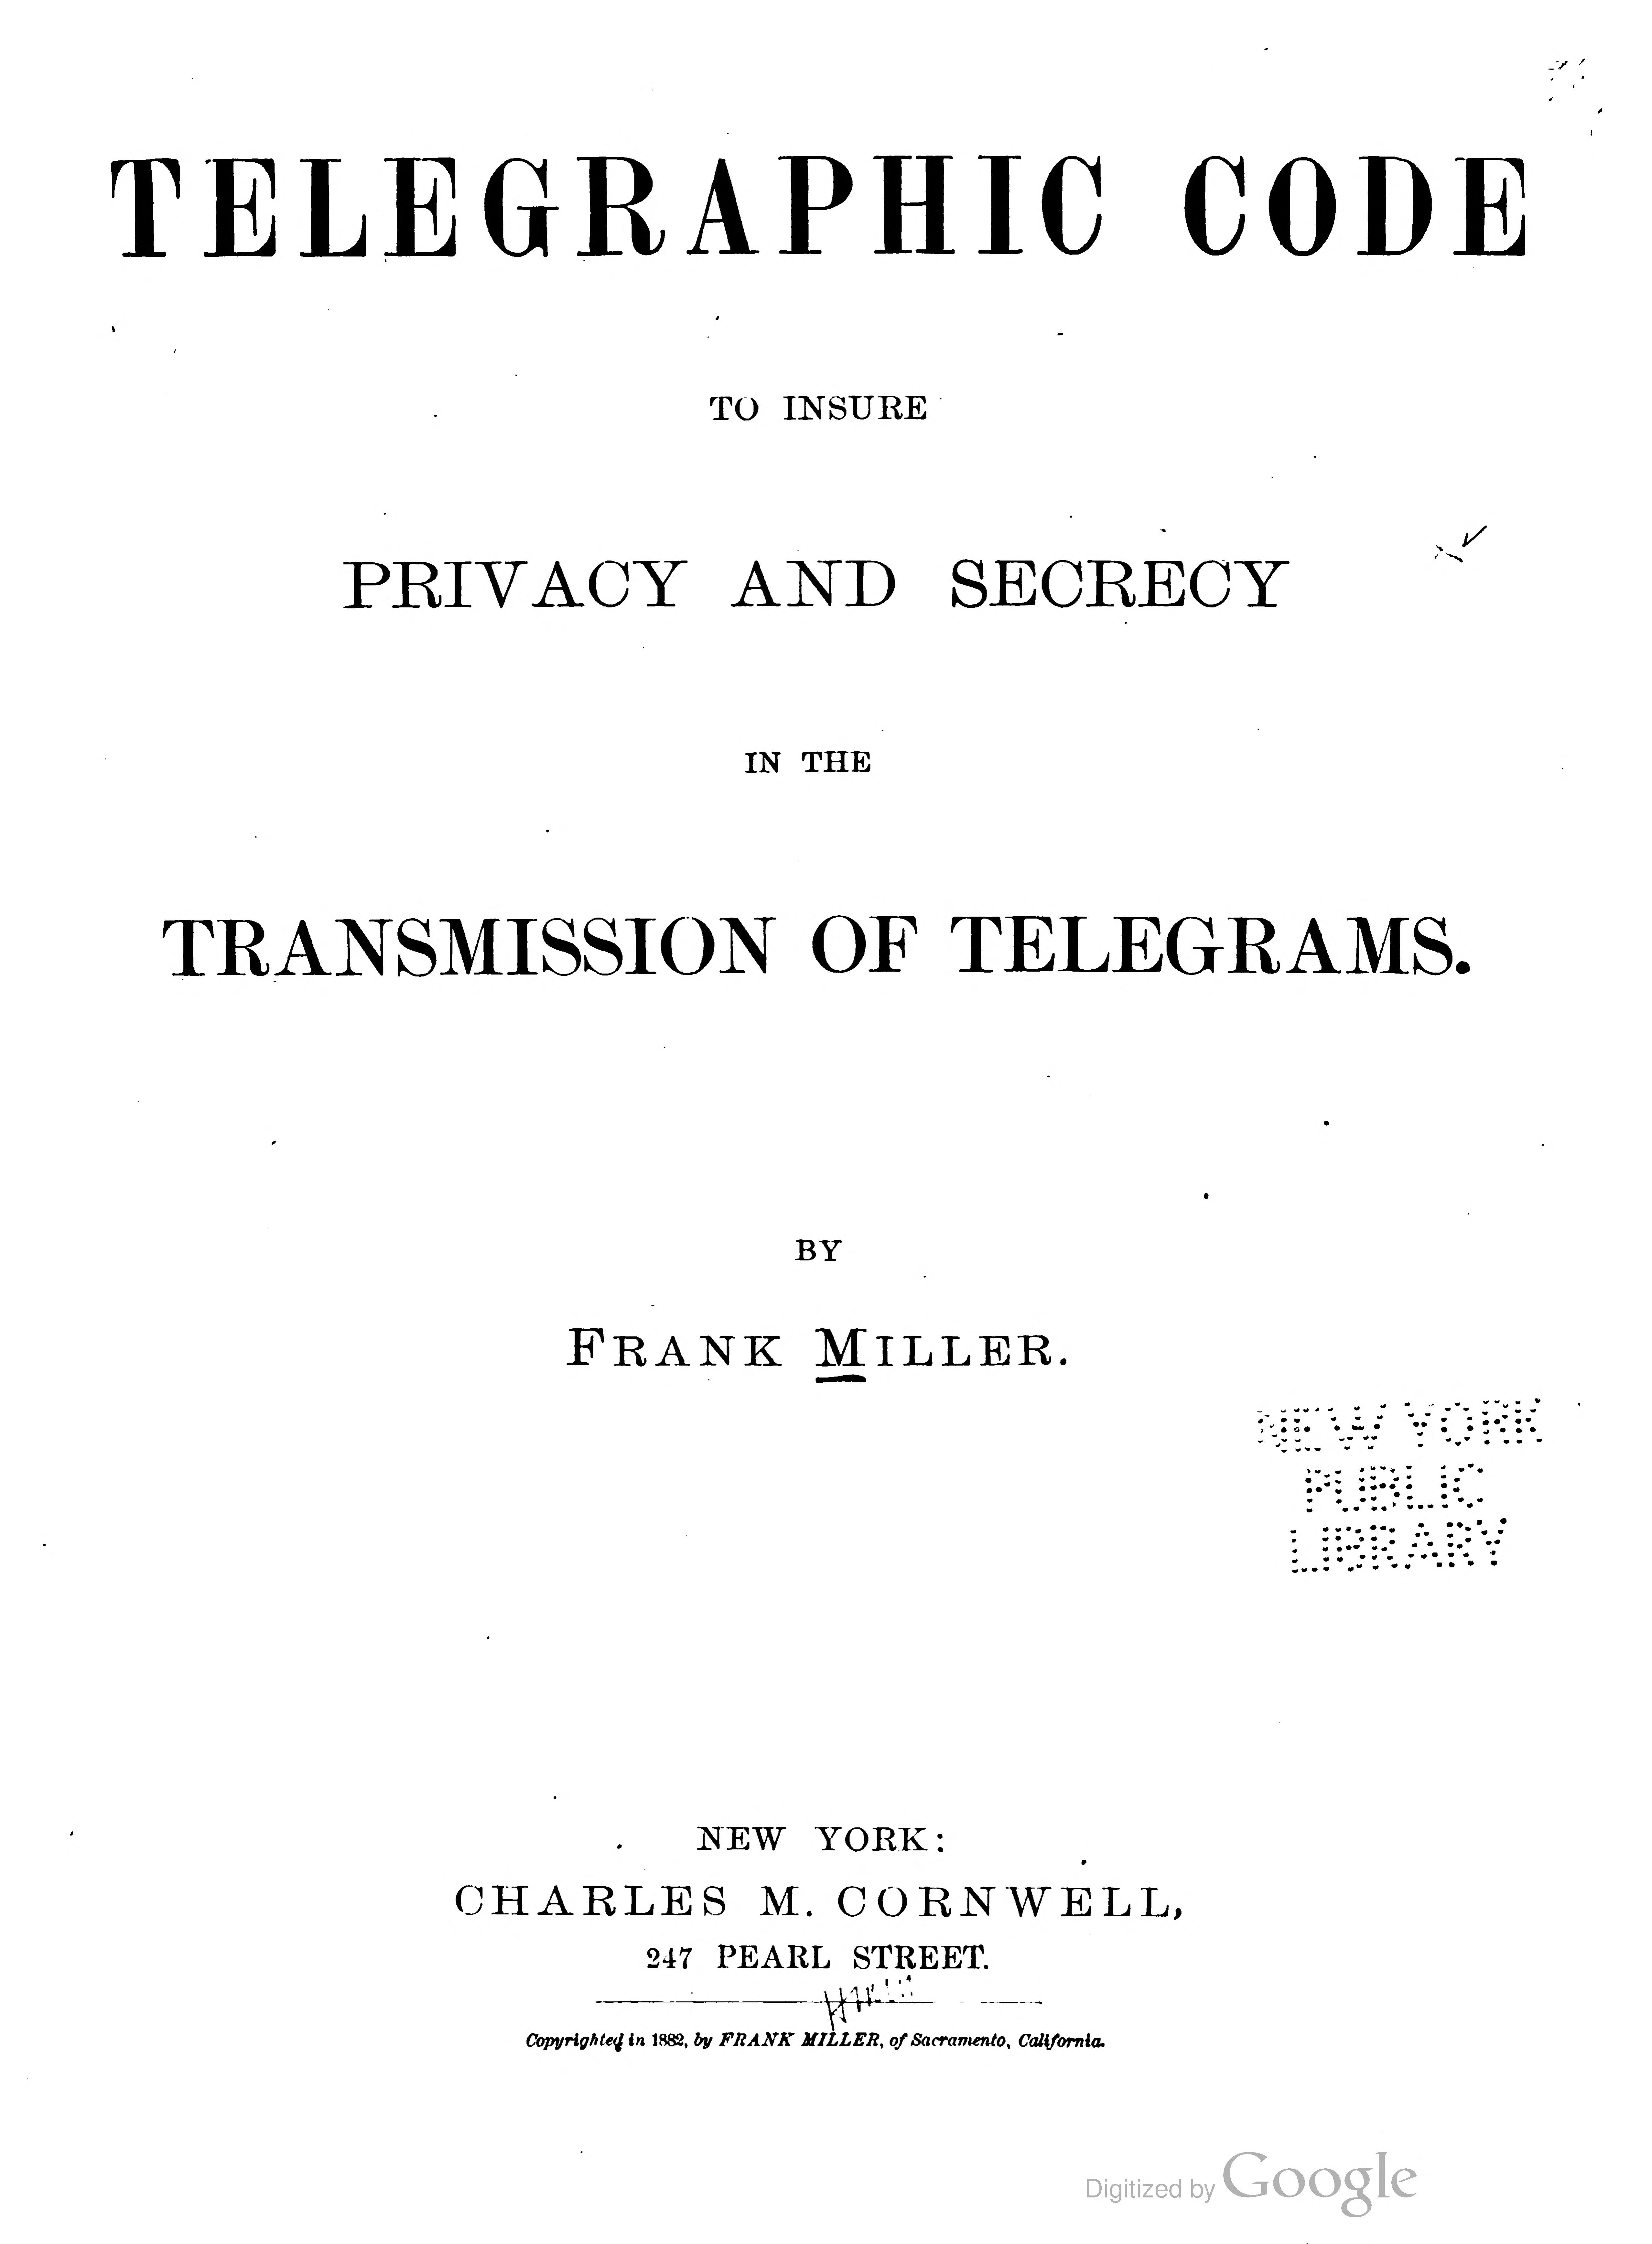 TELEGRAPHIC CODE
TO INSURE
PRIVACY AND SECRECY
IN THE
TRANSMISSION OF TELEGRAMS.
BY
FRANK MILLER.
NEW YORK
PUBLIC
LIBRARY
NEW YORK:
CHARLES M. CORNWELL,
247 PEARL STREET.
Copyrighted in 1882, by FRANK MILLER, of Sacramento, California.
Digitized by Google